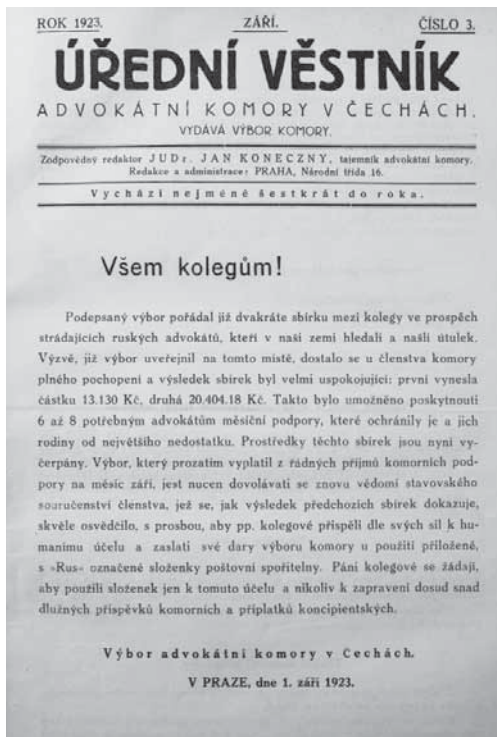 ROK 1923. ZÁŘÍ. ČÍSLO 3.
ÚŘEDNÍ VĚSTNÍK
ADVOKÁTNÍ KOMORY V ČECHÁCH.
VYDÁVÁ VÝBOR KOMORY.
Zodpovědný redaktor JUDr. JAN KONECZNY, tajemník advokátní komory.
Redakce a administrace: PRAHA, Národní třída 16.
Vychází nejméně šestkrát do roka.
Všem kolegům!
Podepsaný výbor pořádal již dvakráte sbírku mezi kolegy ve prospěch
strádajících ruských advokátů, kteří v naší zemi hledali a našli útulek.
Výzvě, již výbor uveřejnil na tomto místě, dostalo se u členstva komory
plného pochopení a výsledek sbírek byl velmi uspokojující: první vynesla
částku 13.130 Kč, druhá 20.404.18 Kč. Takto bylo umožněno poskytnouti
6 až 8 potřebným advokátům měsíční podpory, které ochránily je a jich
rodiny od největšího nedostatku. Prostředky těchto sbírek jsou nyní vy-
čerpány. Výbor, který prozatím vyplatil z řádných příjmů komorních pod-
pory na měsíc září, jest nucen dovolávati se znovu vědomí stavovského
souručenství členstva, jež se, jak výsledek předchozích sbírek dokazuje,
skvěle osvědčilo, s prosbou, aby pp. kolegové přispěli dle svých sil k hu-
manímu účelu a zaslali své dary výboru komory u použití přiložené,
s »Rus« označené složenky poštovní spořitelny. Páni kolegové se žádají,
aby použili složenek jen k tomuto účelu a nikoliv k zapravení dosud snad
dlužných příspěvků komorních a příplatků koncipientských.
Výbor advokátní komory v Čechách.
V PRAZE, dne 1. září 1923.